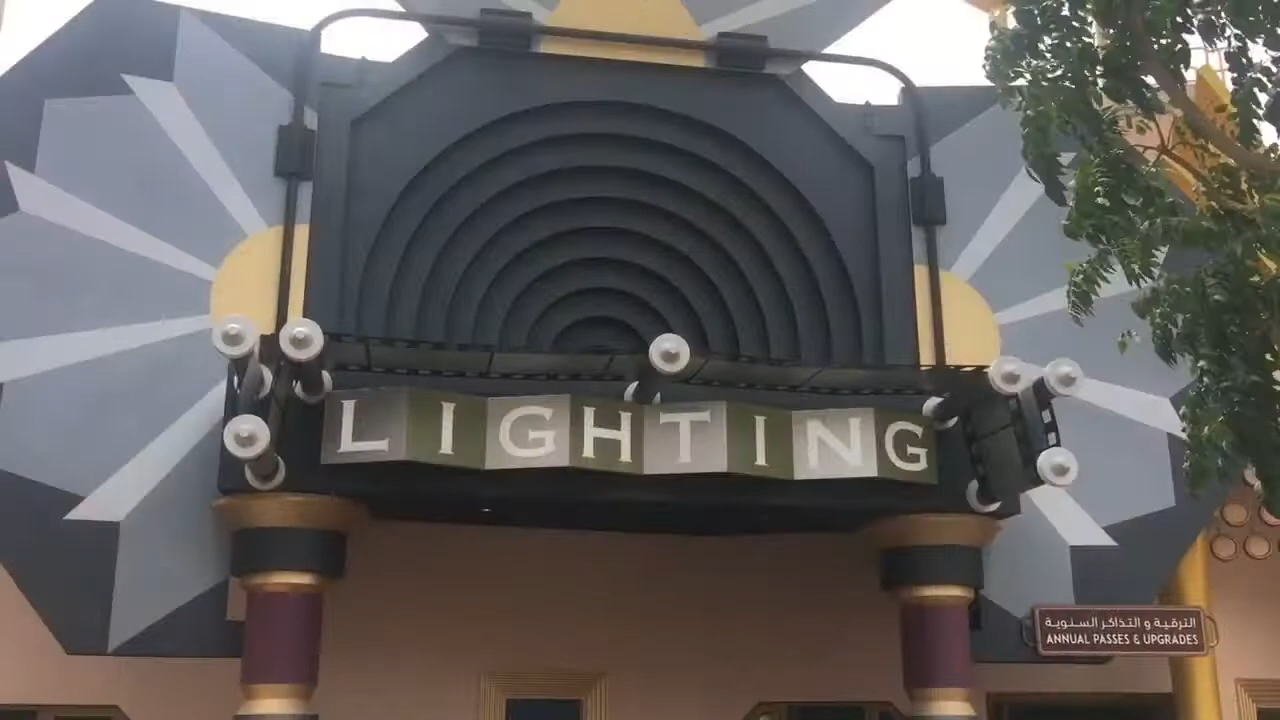 LIGHTING
الترقية و التذاكر السنوية
ANNUAL PASSES & UPGRADES